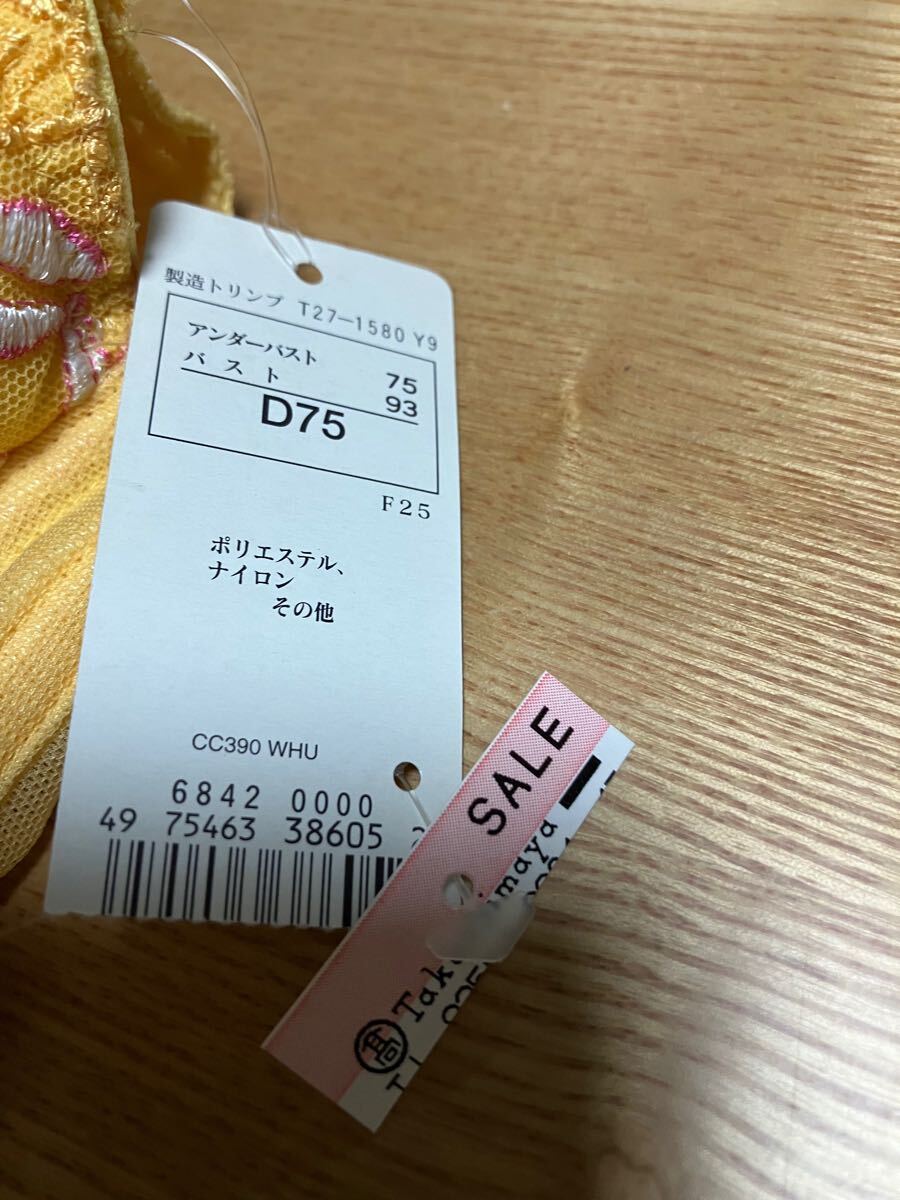 製造トリンプ T27-1580 Y9
アンダーバスト 75
バスト 93
D75
F25
ポリエステル、
ナイロン
その他
CC390 WHU
6842 0000
49 75463 38605
SALE
髙